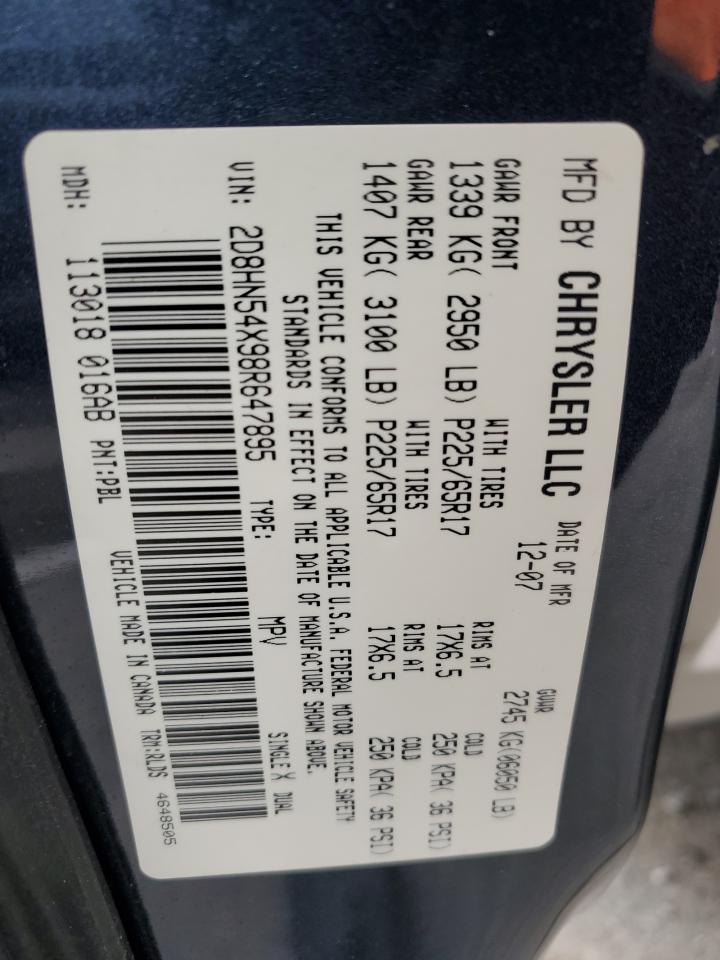 MFD BY CHRYSLER LLC DATE OF MFR GVWR
12-07 2745 KG(06050 LB)
GAWR FRONT WITH TIRES RIMS AT COLD
1339 KG( 2950 LB) P225/65R17 17X6.5 250 KPA( 36 PSI)
GAWR REAR WITH TIRES RIMS AT COLD
1407 KG( 3100 LB) P225/65R17 17X6.5 250 KPA( 36 PSI)
THIS VEHICLE CONFORMS TO ALL APPLICABLE U.S.A. FEDERAL MOTOR VEHICLE SAFETY
STANDARDS IN EFFECT ON THE DATE OF MANUFACTURE SHOWN ABOVE.
VIN: 2D8HN54X98R647895 TYPE: MPV SINGLE X DUAL
MDH: 113018 016AB PNT:PBL VEHICLE MADE IN CANADA TRM:RLDS 4648505